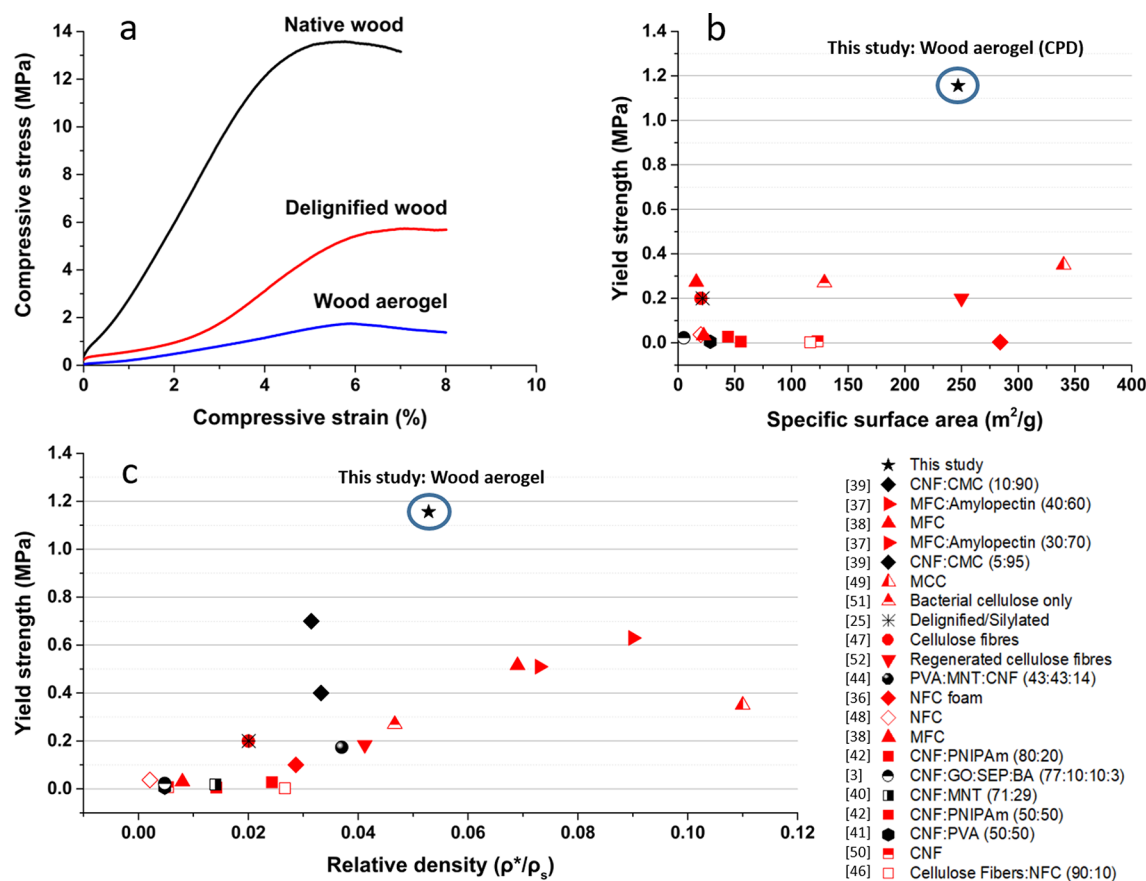 a
Native wood
Delignified wood
Wood aerogel
Compressive stress (MPa)
14
12
10
8
6
4
2
0
0 2 4 6 8 10
Compressive strain (%)
b
This study: Wood aerogel (CPD)
Yield strength (MPa)
1.4
1.2
1.0
0.8
0.6
0.4
0.2
0.0
0 50 100 150 200 250 300 350 400
Specific surface area (m²/g)
c
This study: Wood aerogel
Yield strength (MPa)
1.4
1.2
1.0
0.8
0.6
0.4
0.2
0.0
0.00 0.02 0.04 0.06 0.08 0.10 0.12
Relative density (ρ*/ρs)
This study
[39] CNF:CMC (10:90)
[37] MFC:Amylopectin (40:60)
[38] MFC
[37] MFC:Amylopectin (30:70)
[39] CNF:CMC (5:95)
[49] MCC
[51] Bacterial cellulose only
[25] Delignified/Silylated
[47] Cellulose fibres
[52] Regenerated cellulose fibres
[44] PVA:MNT:CNF (43:43:14)
[36] NFC foam
[48] NFC
[38] MFC
[42] CNF:PNIPAm (80:20)
[3] CNF:GO:SEP:BA (77:10:10:3)
[40] CNF:MNT (71:29)
[42] CNF:PNIPAm (50:50)
[41] CNF:PVA (50:50)
[50] CNF
[46] Cellulose Fibers:NFC (90:10)